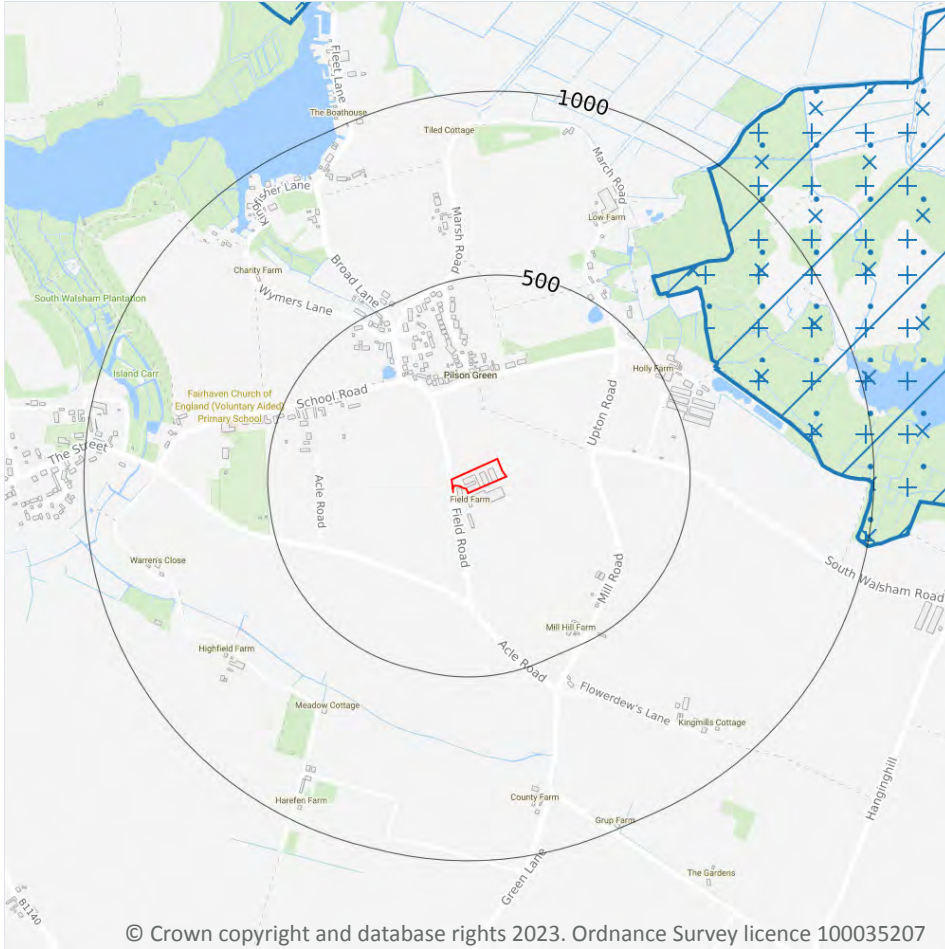 Fleet Lane
1000
The Boathouse
Tiled Cottage
March Road
Kingfisher Lane
Marsh Road
Low Farm
Charity Farm
Broad Lane
500
Wymers Lane
South Walsham Plantation
Island Carr
Pilson Green
Holly Farm
School Road
Fairhaven Church of
England (Voluntary Aided)
Primary School
Upton Road
The Street
Acle Road
Field Farm
Field Road
Warren's Close
Mill Road
South Walsham Road
Mill Hill Farm
Highfield Farm
Acle Road
Flowerdew's Lane
Meadow Cottage
Kingmills Cottage
Hanginghill
Harefen Farm
County Farm
Grup Farm
Green Lane
The Gardens
B1140
© Crown copyright and database rights 2023. Ordnance Survey licence 100035207